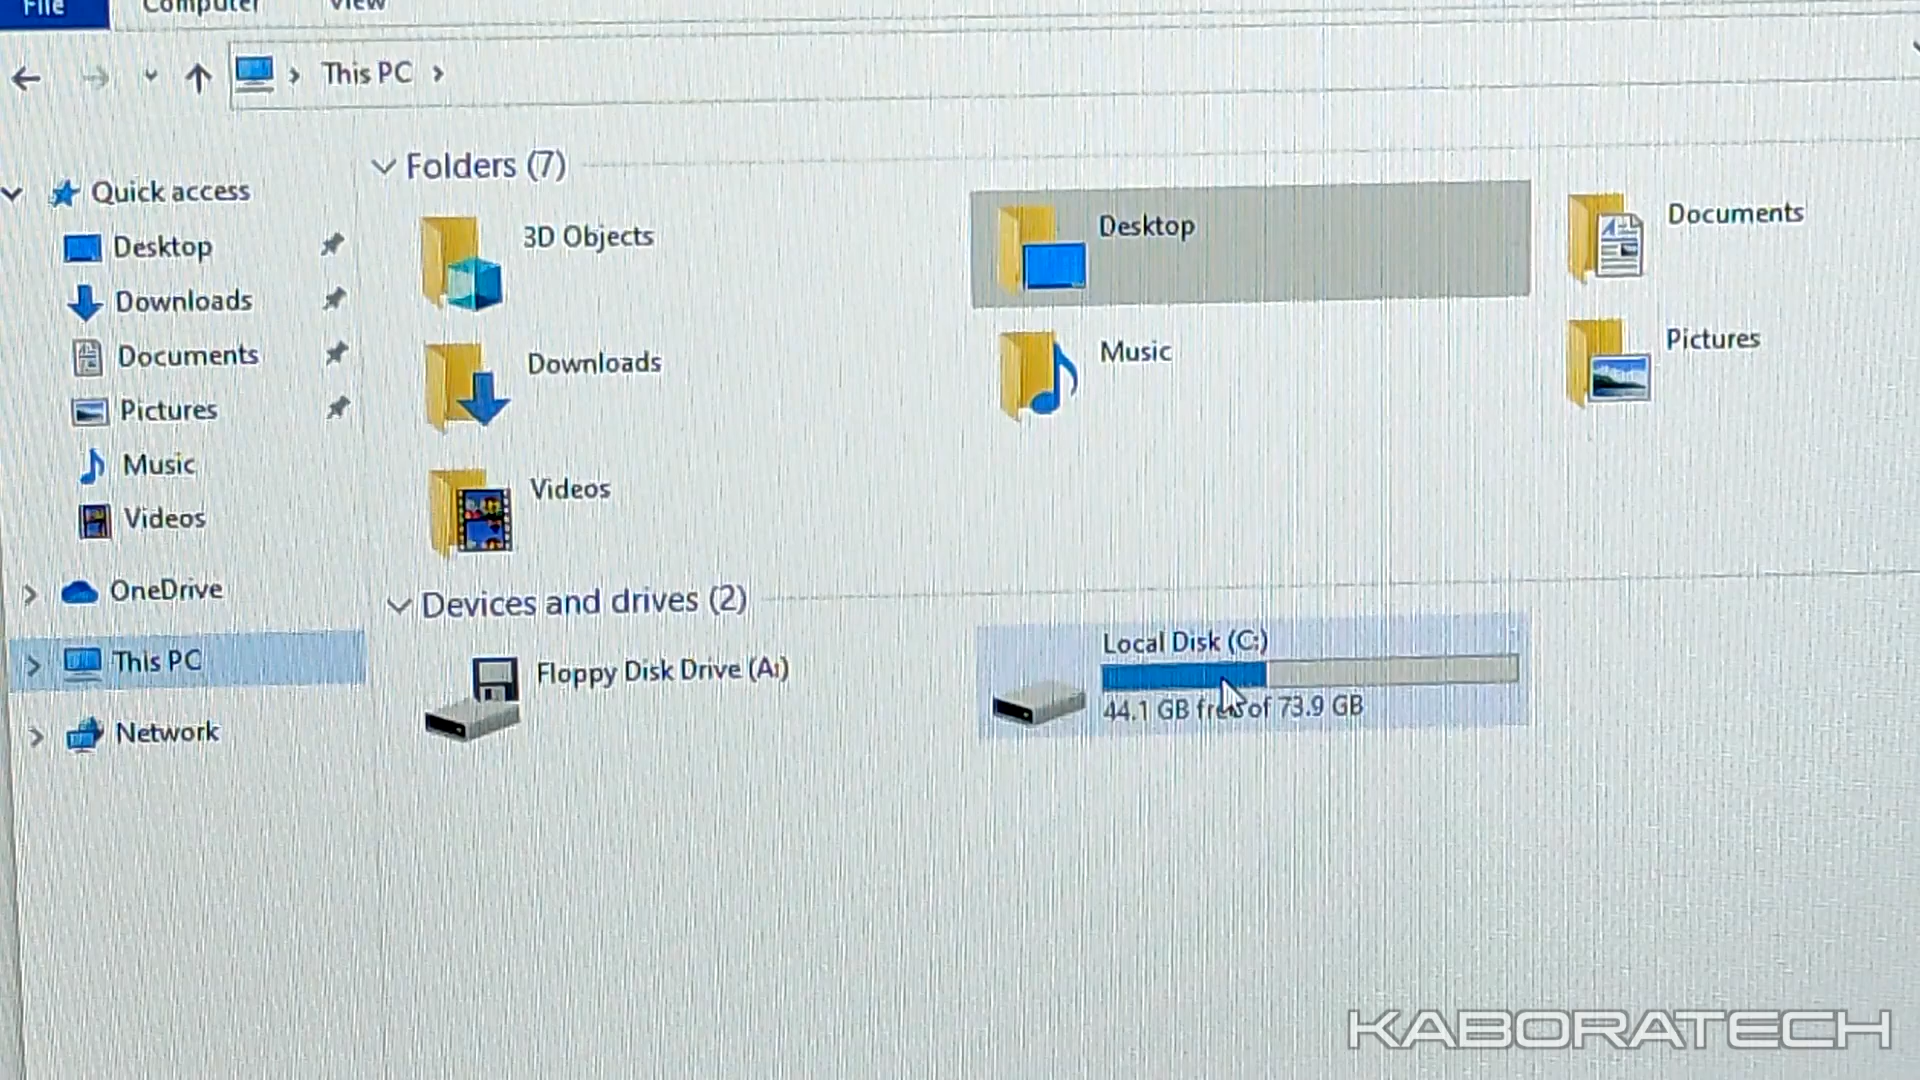 File
Computer
View
This PC
Quick access
Desktop
Downloads
Documents
Pictures
Music
Videos
OneDrive
This PC
Network
Folders (7)
3D Objects
Desktop
Documents
Downloads
Music
Pictures
Videos
Devices and drives (2)
Floppy Disk Drive (A:)
Local Disk (C:)
44.1 GB free of 73.9 GB
KABORATECH